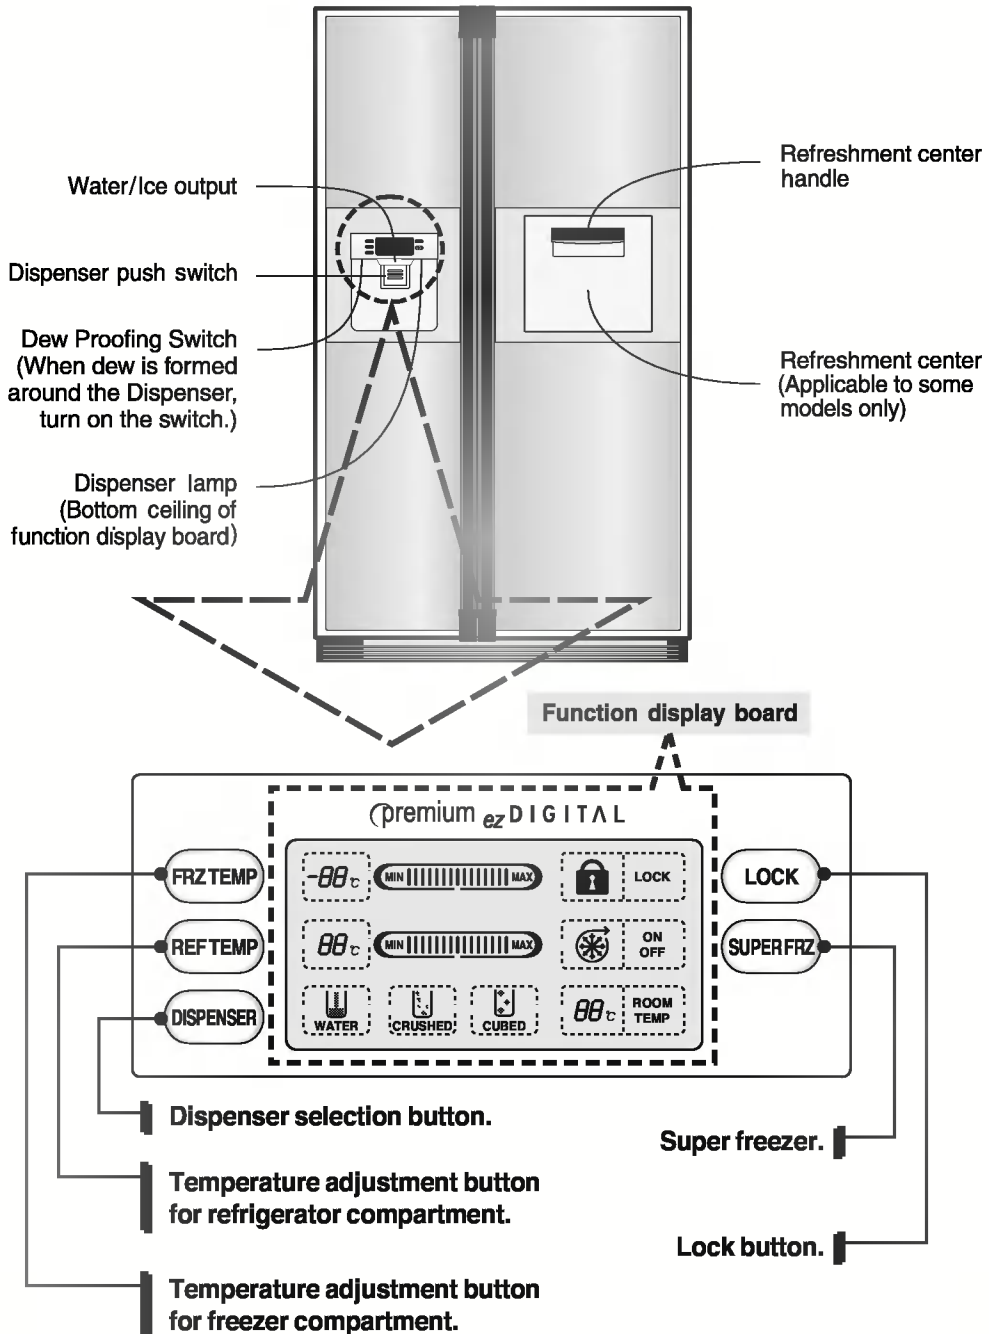 Water/Ice output
Dispenser push switch
Dew Proofing Switch
(When dew is formed
around the Dispenser,
turn on the switch.)
Dispenser lamp
(Bottom ceiling of
function display board)
Refreshment center
handle
Refreshment center
(Applicable to some
models only)
Function display board
premium ez DIGITAL
FRZ TEMP
REF TEMP
DISPENSER
-88 °C
MIN MAX
LOCK
88 °C
MIN MAX
ON
OFF
WATER
CRUSHED
CUBED
88 °C
ROOM
TEMP
LOCK
SUPER FRZ
Dispenser selection button.
Temperature adjustment button
for refrigerator compartment.
Temperature adjustment button
for freezer compartment.
Super freezer.
Lock button.